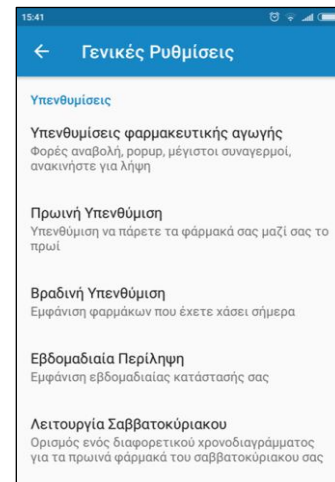 15:41
Γενικές Ρυθμίσεις
Υπενθυμίσεις
Υπενθυμίσεις φαρμακευτικής αγωγής
Φορές αναβολή, popup, μέγιστοι συναγερμοί,
ανακινήστε για λήψη
Πρωινή Υπενθύμιση
Υπενθύμιση να πάρετε τα φάρμακά σας μαζί σας το
πρωί
Βραδινή Υπενθύμιση
Εμφάνιση φαρμάκων που έχετε χάσει σήμερα
Εβδομαδιαία Περίληψη
Εμφάνιση εβδομαδιαίας κατάστασής σας
Λειτουργία Σαββατοκύριακου
Ορισμός ενός διαφορετικού χρονοδιαγράμματος
για τα πρωινά φάρμακά του σαββατοκύριακου σας